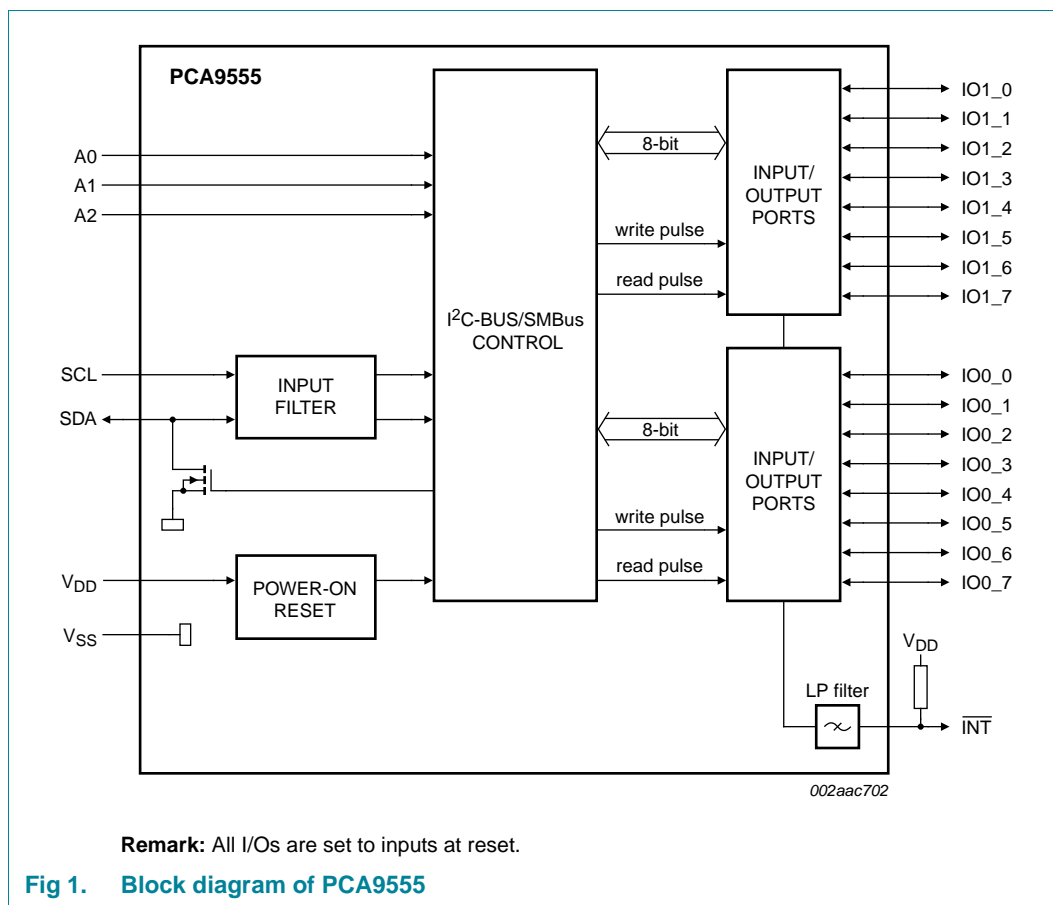 PCA9555
A0
A1
A2
SCL
SDA
VDD
VSS
INPUT
FILTER
POWER-ON
RESET
I2C-BUS/SMBus
CONTROL
8-bit
write pulse
read pulse
8-bit
write pulse
read pulse
INPUT/
OUTPUT
PORTS
INPUT/
OUTPUT
PORTS
IO1_0
IO1_1
IO1_2
IO1_3
IO1_4
IO1_5
IO1_6
IO1_7
IO0_0
IO0_1
IO0_2
IO0_3
IO0_4
IO0_5
IO0_6
IO0_7
VDD
LP filter
INT
002aac702
Remark: All I/Os are set to inputs at reset.
Fig 1. Block diagram of PCA9555